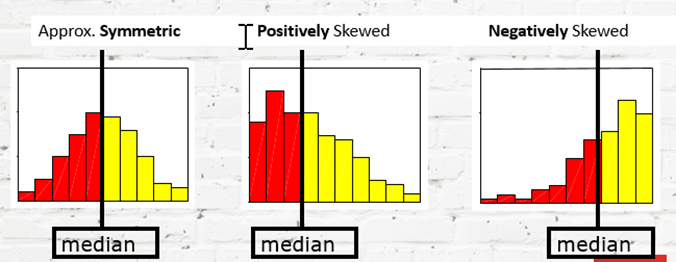 Approx. Symmetric
Positively Skewed
Negatively Skewed
median
median
median